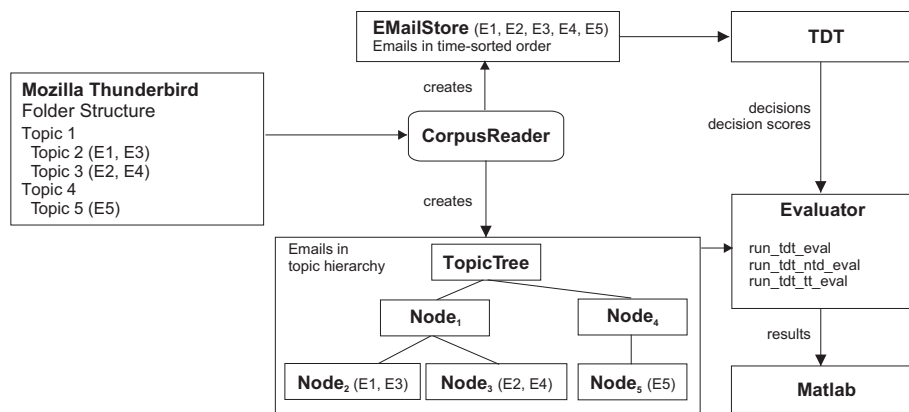 EMailStore (E1, E2, E3, E4, E5)
Emails in time-sorted order
TDT
Mozilla Thunderbird
Folder Structure
Topic 1
Topic 2 (E1, E3)
Topic 3 (E2, E4)
Topic 4
Topic 5 (E5)
creates
CorpusReader
decisions
decision scores
creates
Evaluator
run_tdt_eval
run_tdt_ntd_eval
run_tdt_tt_eval
Emails in
topic hierarchy
TopicTree
Node₁
Node₄
results
Node₂ (E1, E3)
Node₃ (E2, E4)
Node₅ (E5)
Matlab